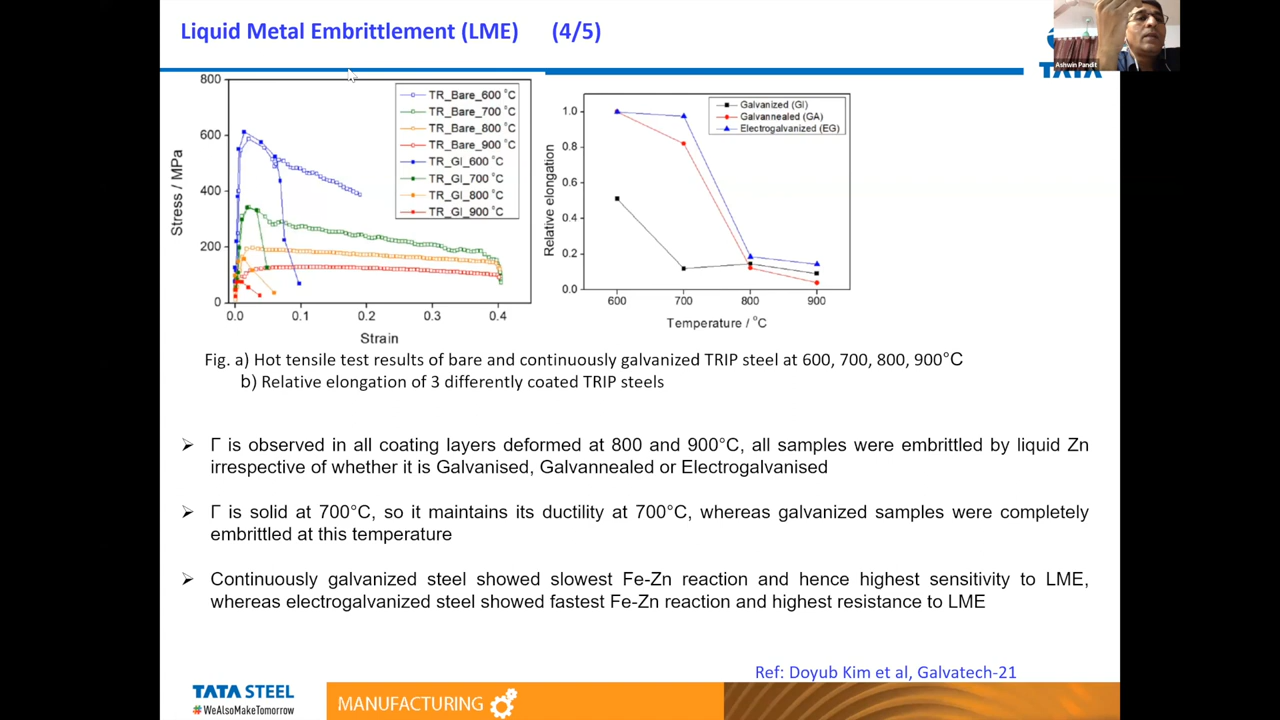 Liquid Metal Embrittlement (LME) (4/5)
Ashwin Pandit
TATA
800
600
400
200
0
Stress / MPa
0.0 0.1 0.2 0.3 0.4
Strain
TR_Bare_600 °C
TR_Bare_700 °C
TR_Bare_800 °C
TR_Bare_900 °C
TR_GI_600 °C
TR_GI_700 °C
TR_GI_800 °C
TR_GI_900 °C
1.0
0.8
0.6
0.4
0.2
0.0
Relative elongation
600 700 800 900
Temperature / °C
Galvanized (GI)
Galvannealed (GA)
Electrogalvanized (EG)
Fig. a) Hot tensile test results of bare and continuously galvanized TRIP steel at 600, 700, 800, 900°C
b) Relative elongation of 3 differently coated TRIP steels
➢ Γ is observed in all coating layers deformed at 800 and 900°C, all samples were embrittled by liquid Zn
irrespective of whether it is Galvanised, Galvannealed or Electrogalvanised
➢ Γ is solid at 700°C, so it maintains its ductility at 700°C, whereas galvanized samples were completely
embrittled at this temperature
➢ Continuously galvanized steel showed slowest Fe-Zn reaction and hence highest sensitivity to LME,
whereas electrogalvanized steel showed fastest Fe-Zn reaction and highest resistance to LME
Ref: Doyub Kim et al, Galvatech-21
TATA STEEL
#WeAlsoMakeTomorrow
MANUFACTURING